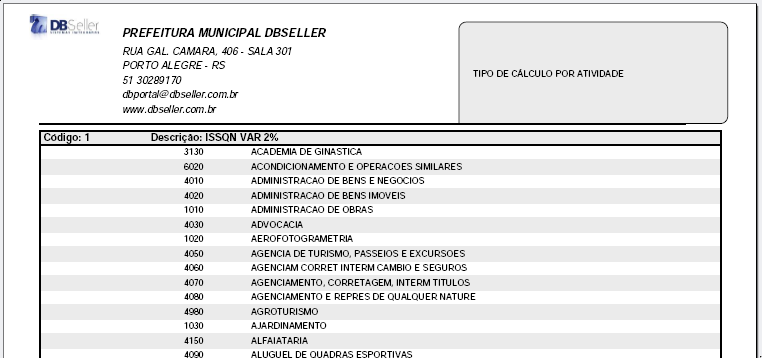 DBSeller
PREFEITURA MUNICIPAL DBSELLER
RUA GAL. CAMARA, 406 - SALA 301
PORTO ALEGRE - RS
51 30289170
dbportal@dbseller.com.br
www.dbseller.com.br
TIPO DE CÁLCULO POR ATIVIDADE
Código: 1 Descrição: ISSQN VAR 2%
3130 ACADEMIA DE GINASTICA
6020 ACONDICIONAMENTO E OPERACOES SIMILARES
4010 ADMINISTRACAO DE BENS E NEGOCIOS
4020 ADMINISTRACAO DE BENS IMOVEIS
1010 ADMINISTRACAO DE OBRAS
4030 ADVOCACIA
1020 AEROFOTOGRAMETRIA
4050 AGENCIA DE TURISMO, PASSEIOS E EXCURSOES
4060 AGENCIAM CORRET INTERM CAMBIO E SEGUROS
4070 AGENCIAMENTO, CORRETAGEM, INTERM TITULOS
4080 AGENCIAMENTO E REPRES DE QUALQUER NATURE
4980 AGROTURISMO
1030 AJARDINAMENTO
4150 ALFAIATARIA
4090 ALUGUEL DE QUADRAS ESPORTIVAS